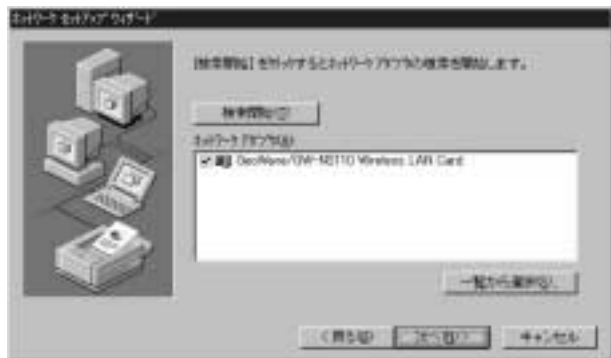 ネットワーク セットアップ ウィザード
[検索開始] をクリックするとネットワーク アダプタの検索を開始します。
検索開始(S)
ネットワーク アダプタ(A):
GeoWave/GW-NS110 Wireless LAN Card
一覧から選択(L)...
< 戻る(B)
次へ(N) >
キャンセル